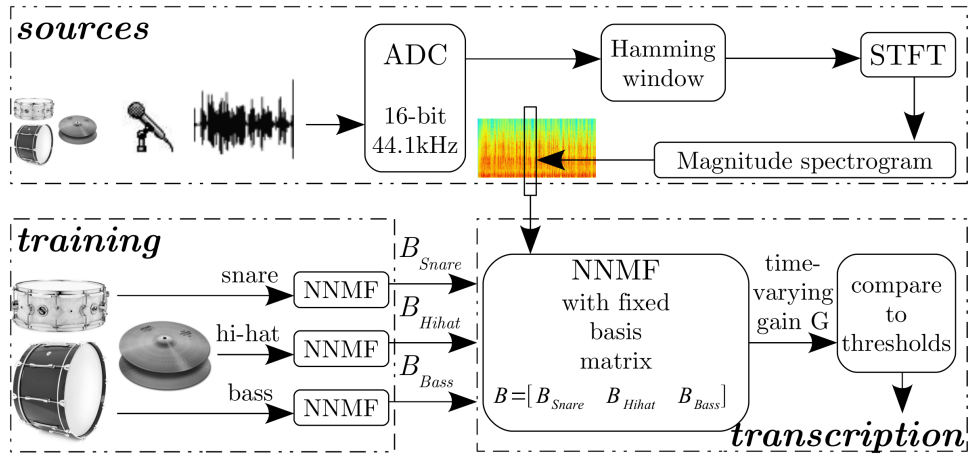 sources
ADC
16-bit
44.1kHz
Hamming
window
STFT
Magnitude spectrogram
training
snare
NNMF
B_Snare
hi-hat
NNMF
B_Hihat
bass
NNMF
B_Bass
NNMF
with fixed
basis
matrix
B=[B_Snare B_Hihat B_Bass]
time-
varying
gain G
compare
to
thresholds
transcription